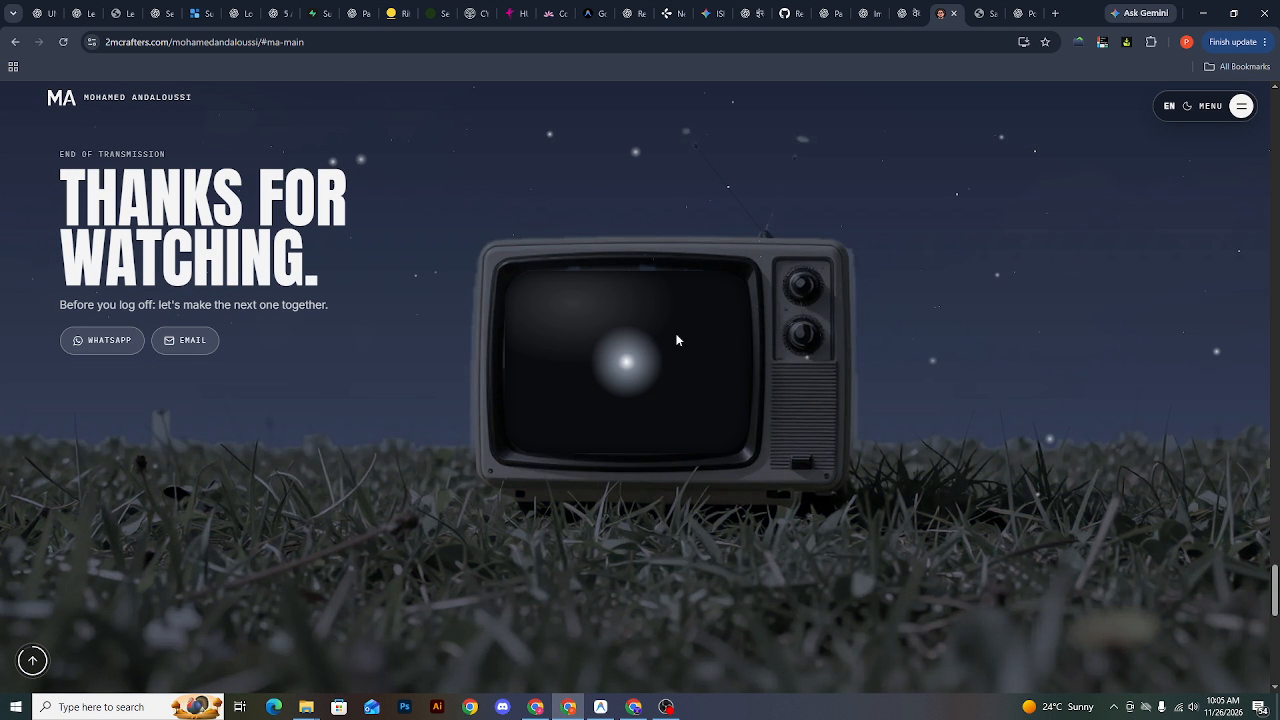 Ask Gemini
2mcrafters.com/mohamedandaloussi/#ma-main
P
Finish update
All Bookmarks
MA MOHAMED ANDALOUSSI
EN MENU
END OF TRANSMISSION
THANKS FOR
WATCHING.
Before you log off: let's make the next one together.
WHATSAPP EMAIL
Type here to search
Ps
Ai
24°C Sunny
10:05 AM
11/26/2026